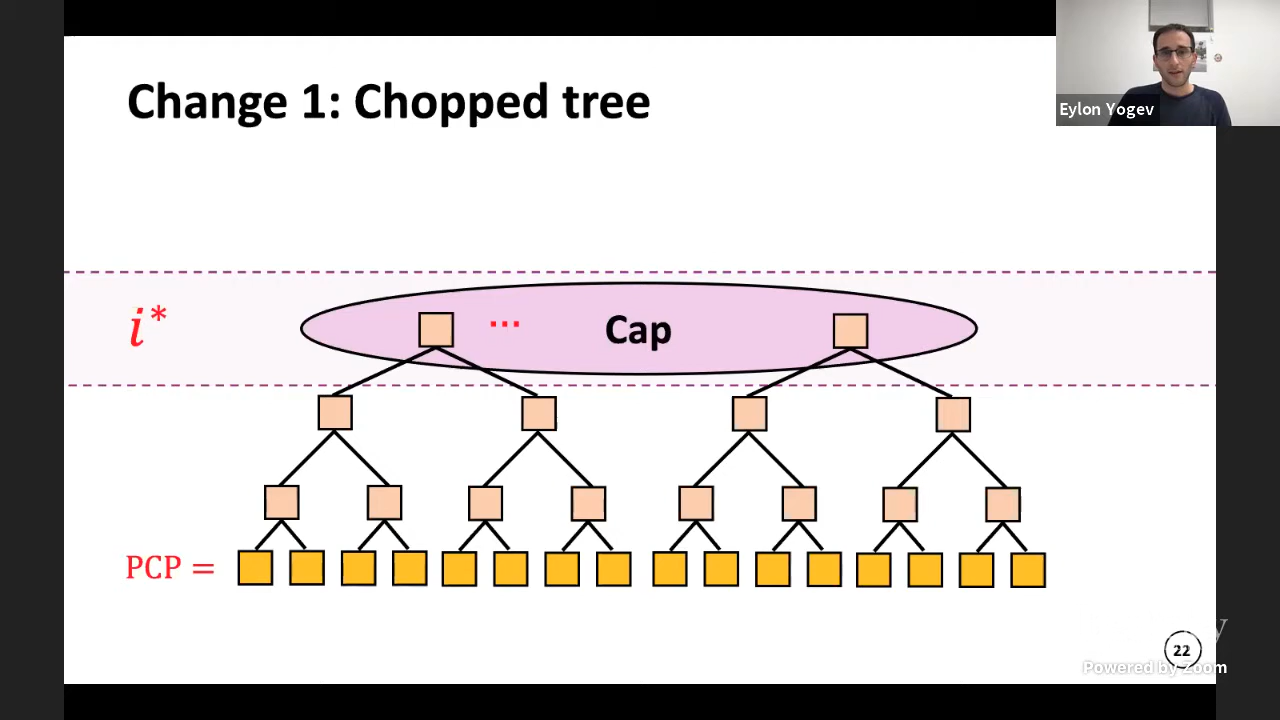 Change 1: Chopped tree
Eylon Yogev
i*
...
Cap
PCP =
22
Powered by Zoom